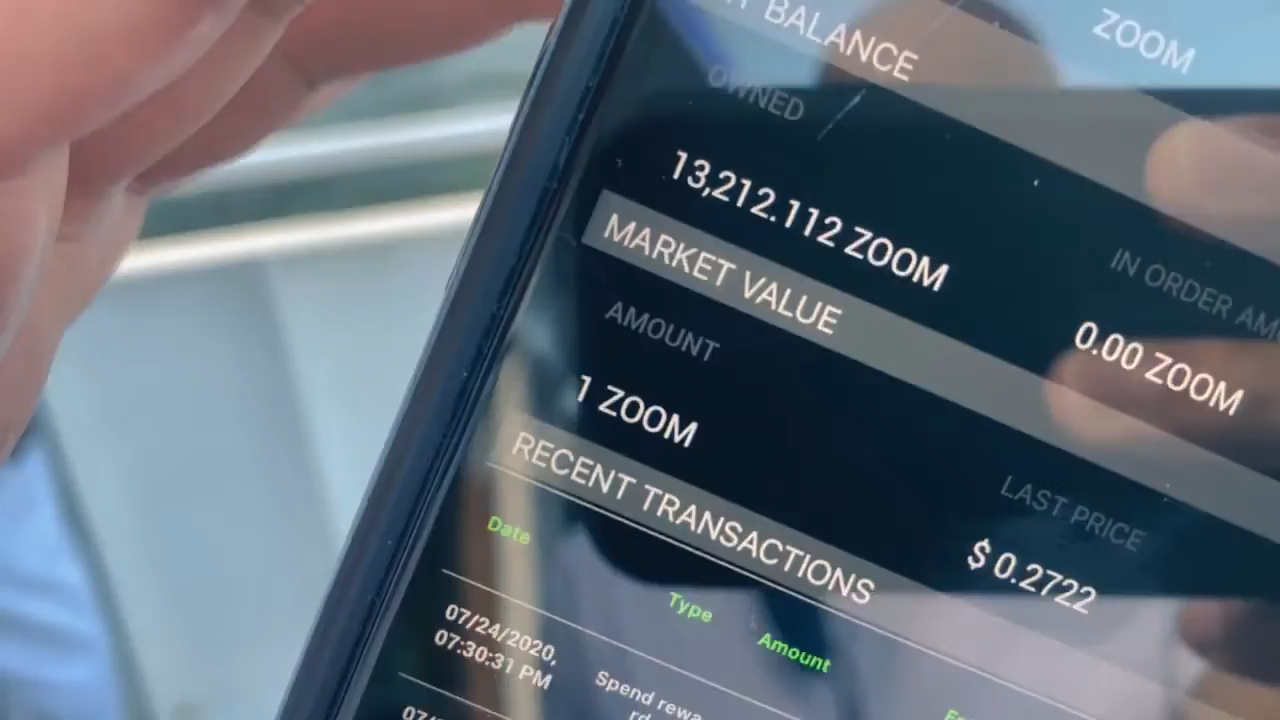 BALANCE
ZOOM
OWNED
13,212.112 ZOOM
IN ORDER
0.00 ZOOM
MARKET VALUE
AMOUNT
1 ZOOM
LAST PRICE
$ 0.2722
RECENT TRANSACTIONS
Date
Type
Amount
07/24/2020,
07:30:31 PM
Spend rewa
rd